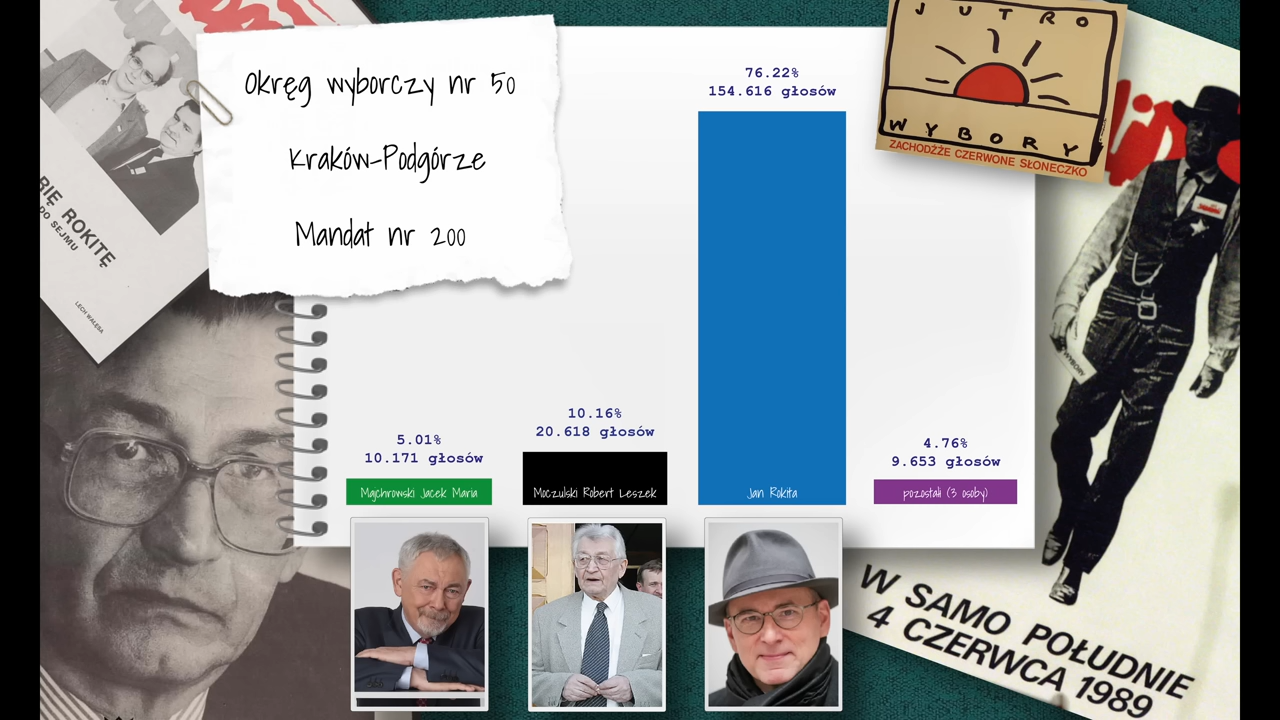 Okręg wyborczy nr 50
Kraków-Podgórze
Mandat nr 200
BIĘ ROKITĘ
DO SEJMU
LECH WAŁĘSA
76.22%
154.616 głosów
10.16%
20.618 głosów
5.01%
10.171 głosów
4.76%
9.653 głosów
Majchrowski Jacek Maria
Moczulski Robert Leszek
Jan Rokita
pozostali (3 osoby)
JUTRO
WYBORY
ZACHODŹŻE CZERWONE SŁONECZKO
WYBORY
W SAMO POŁUDNIE
4 CZERWCA 1989